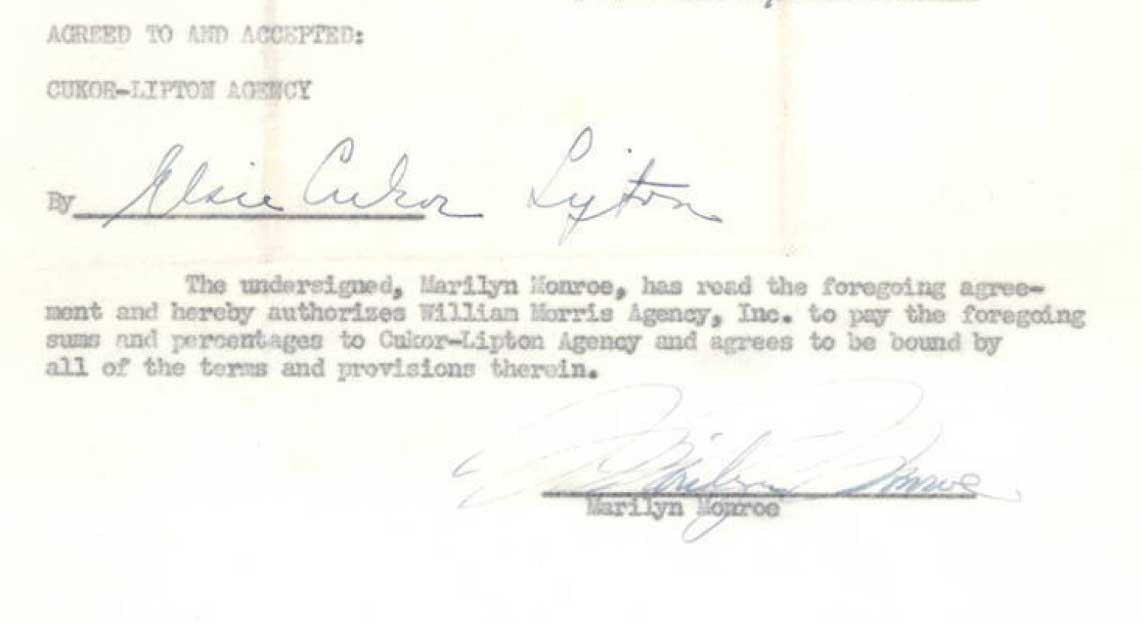 AGREED TO AND ACCEPTED:
CUKOR-LIPTON AGENCY
By Elsie Cukor Lipton
The undersigned, Marilyn Monroe, has read the foregoing agree-
ment and hereby authorizes William Morris Agency, Inc. to pay the foregoing
sums and percentages to Cukor-Lipton Agency and agrees to be bound by
all of the terms and provisions therein.
Marilyn Monroe
Marilyn Monroe